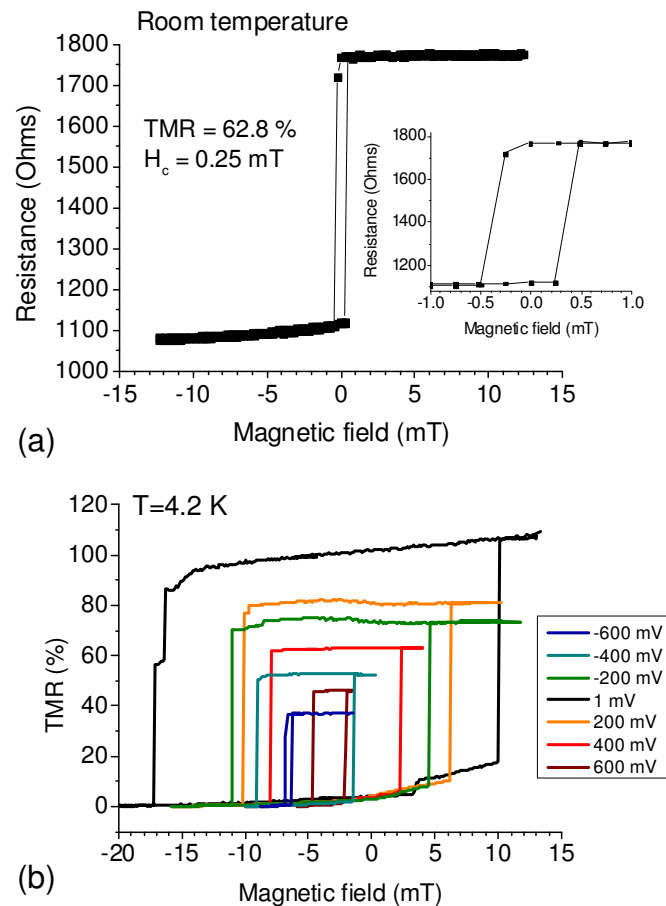 Room temperature
1800
1700
1600
1500
1400
1300
1200
1100
1000
Resistance (Ohms)
TMR = 62.8 %
Hc = 0.25 mT
1800
1600
1400
1200
Resistance (Ohms)
-1.0 -0.5 0.0 0.5 1.0
Magnetic field (mT)
-15 -10 -5 0 5 10 15
Magnetic field (mT)
(a)
T=4.2 K
120
100
80
60
40
20
0
TMR (%)
-600 mV
-400 mV
-200 mV
1 mV
200 mV
400 mV
600 mV
-20 -15 -10 -5 0 5 10 15
Magnetic field (mT)
(b)